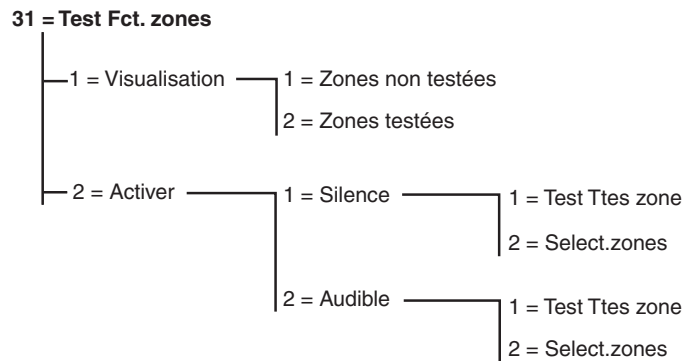 31 = Test Fct. zones
1 = Visualisation
1 = Zones non testées
2 = Zones testées
2 = Activer
1 = Silence
1 = Test Ttes zone
2 = Select.zones
2 = Audible
1 = Test Ttes zone
2 = Select.zones